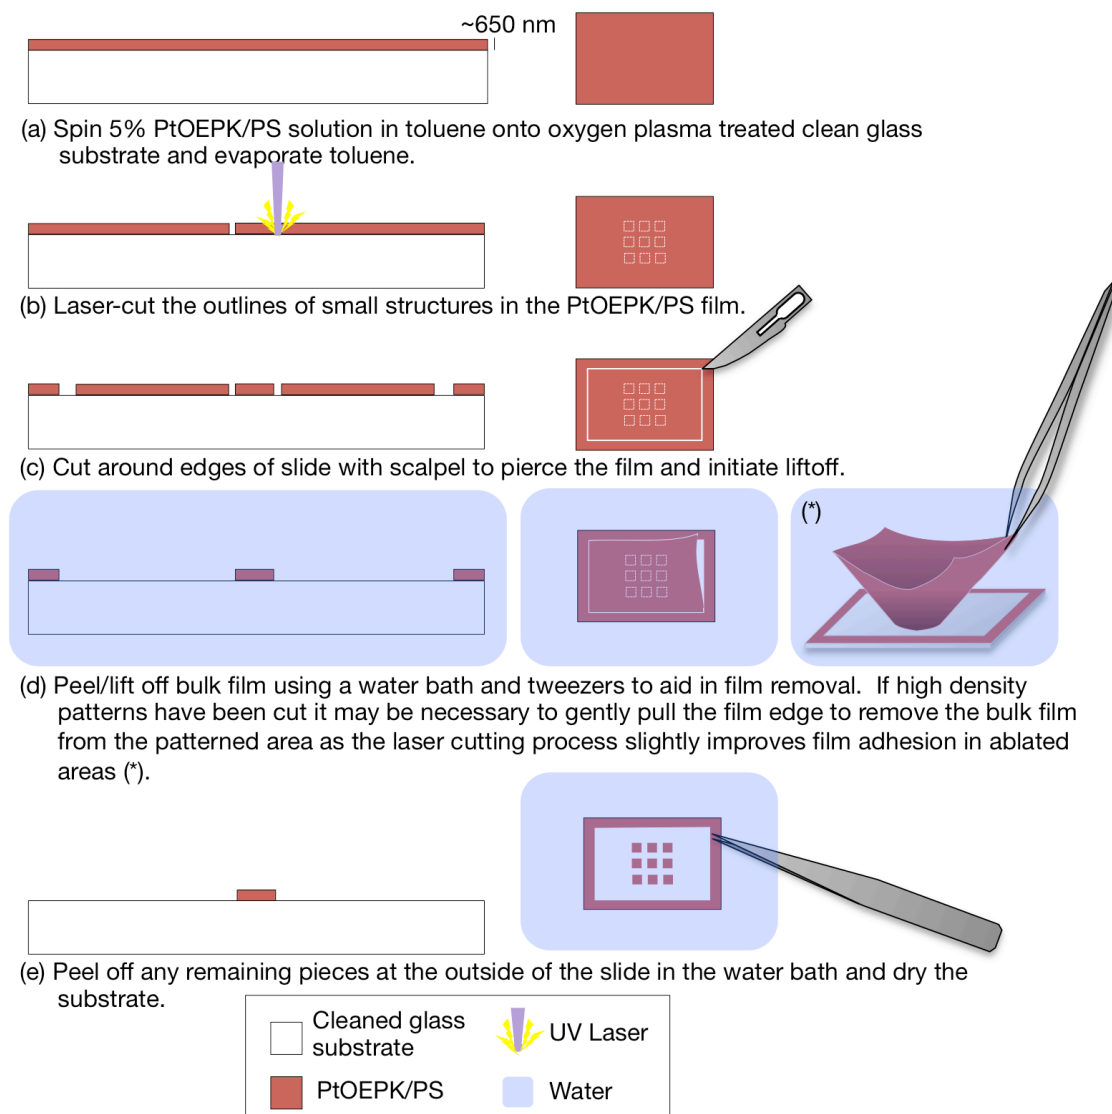 ~650 nm
(a) Spin 5% PtOEPK/PS solution in toluene onto oxygen plasma treated clean glass
substrate and evaporate toluene.
(b) Laser-cut the outlines of small structures in the PtOEPK/PS film.
(c) Cut around edges of slide with scalpel to pierce the film and initiate liftoff.
(*)
(d) Peel/lift off bulk film using a water bath and tweezers to aid in film removal.  If high density
patterns have been cut it may be necessary to gently pull the film edge to remove the bulk film
from the patterned area as the laser cutting process slightly improves film adhesion in ablated
areas (*).
(e) Peel off any remaining pieces at the outside of the slide in the water bath and dry the
substrate.
Cleaned glass
substrate
UV Laser
PtOEPK/PS
Water